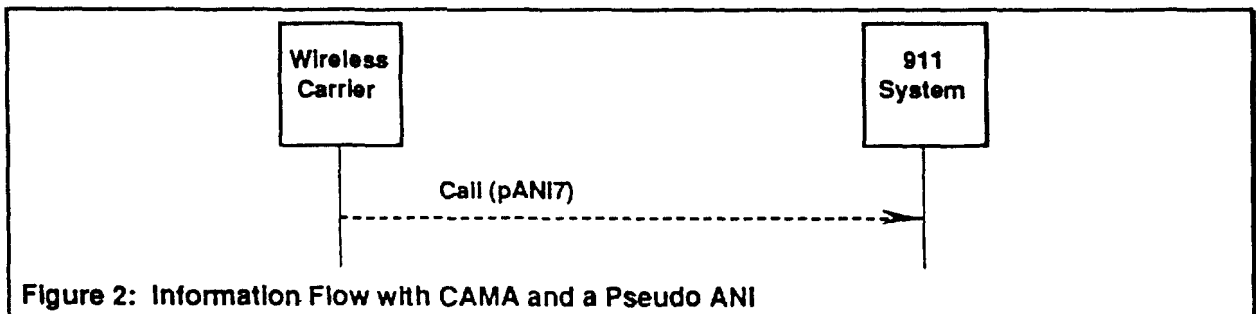 Wireless
Carrier
911
System
Call (pANI7)
Figure 2: Information Flow with CAMA and a Pseudo ANI